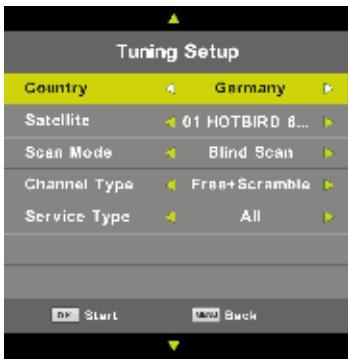 Tuning Setup
Country Germany
Satellite 01 HOTBIRD 6...
Scan Mode Blind Scan
Channel Type Free+Scramble
Service Type All
OK Start MENU Back